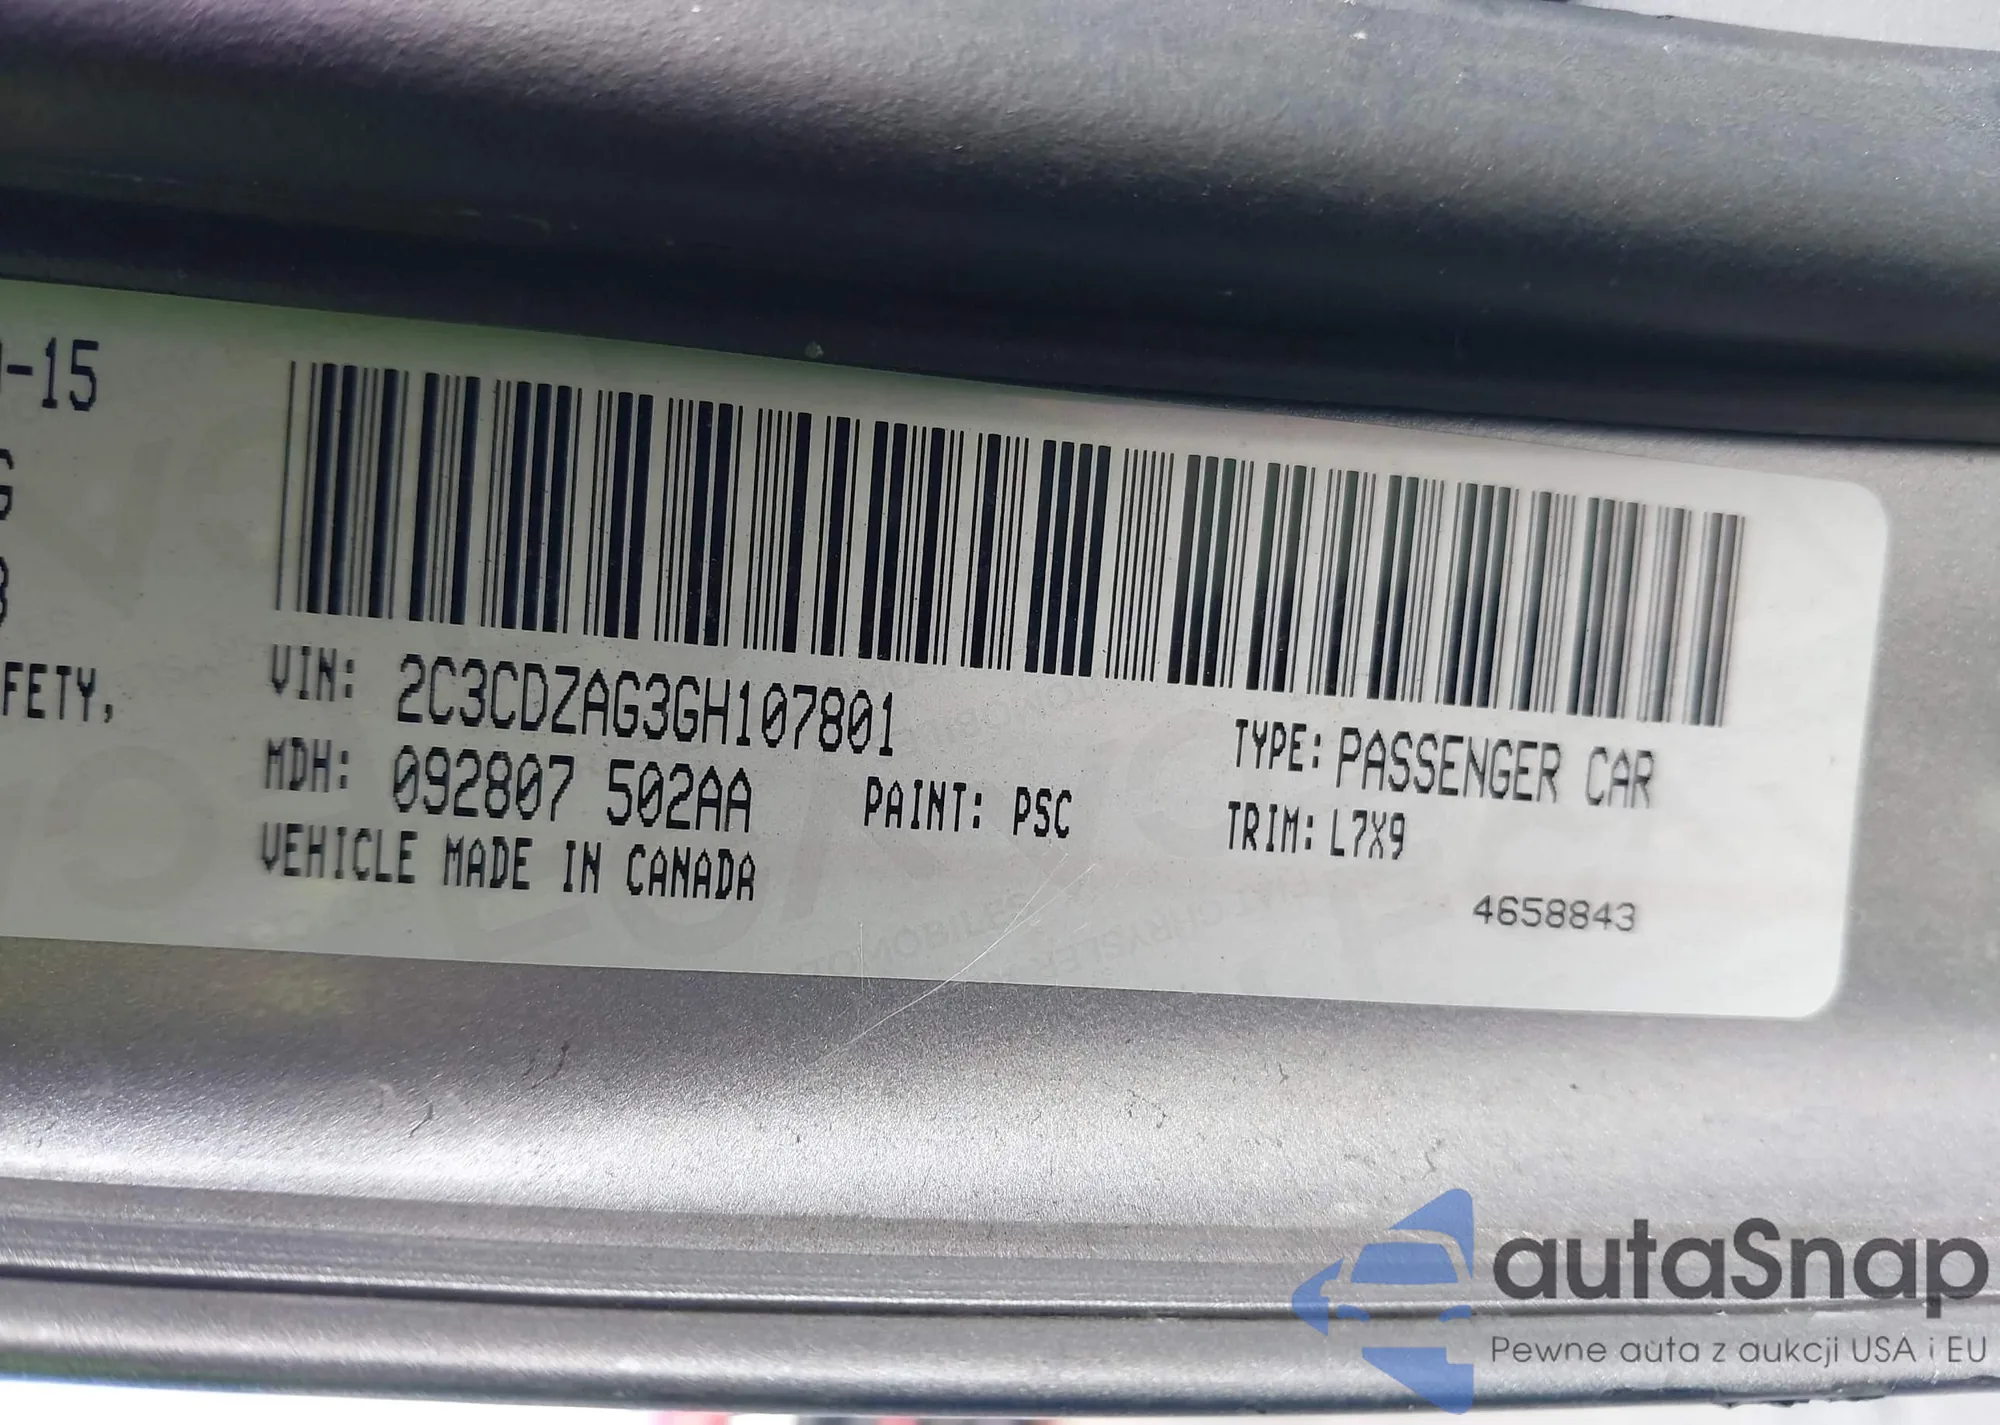 -15
G
FETY,
VIN: 2C3CDZAG3GH107801
MDH: 092807 502AA
PAINT: PSC
VEHICLE MADE IN CANADA
TYPE: PASSENGER CAR
TRIM: L7X9
4658843
autaSnap
Pewne auta z aukcji USA i EU